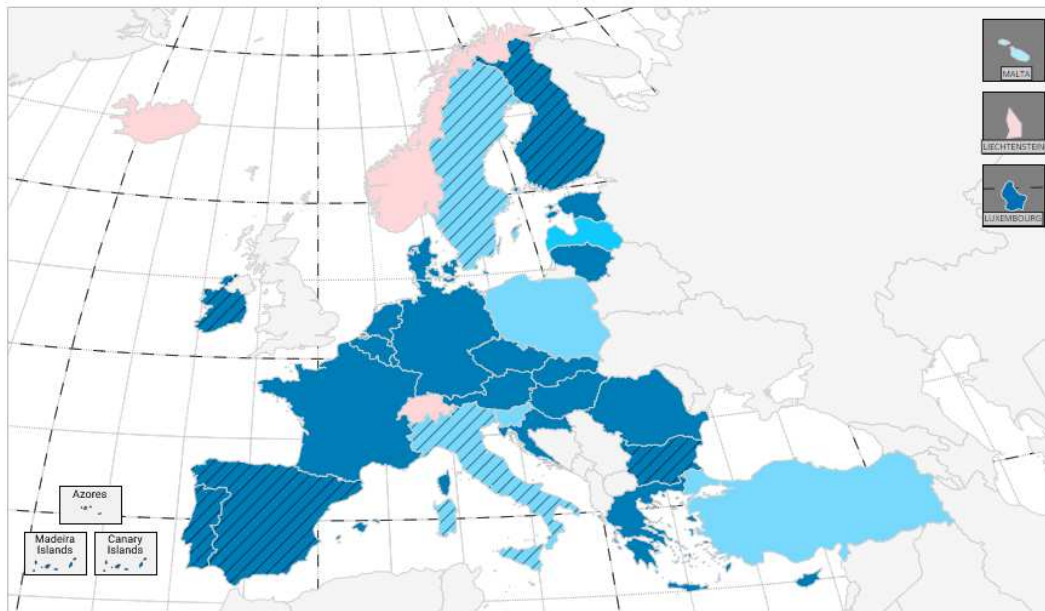 MALTA
LIECHTENSTEIN
LUXEMBOURG
Azores
Madeira
Islands
Canary
Islands